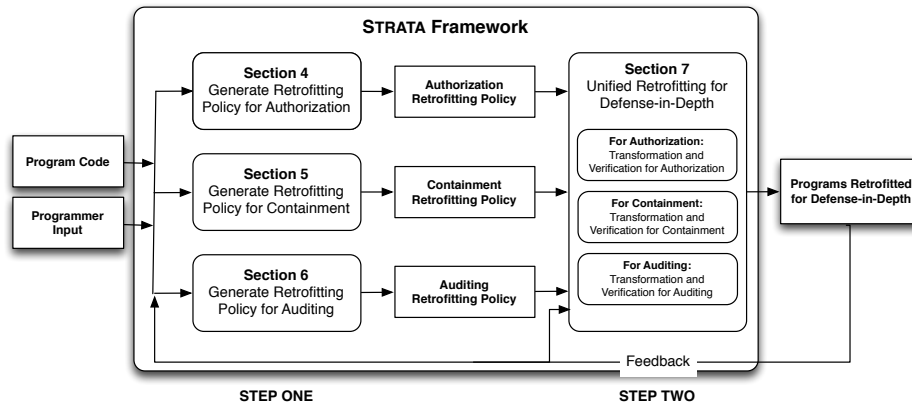 STRATA Framework
Section 4
Generate Retrofitting
Policy for Authorization
Authorization
Retrofitting Policy
Section 7
Unified Retrofitting for
Defense-in-Depth
For Authorization:
Transformation and
Verification for Authorization
Program Code
Section 5
Generate Retrofitting
Policy for Containment
Containment
Retrofitting Policy
For Containment:
Transformation and
Verification for Containment
Programs Retrofitted
for Defense-in-Depth
Programmer
Input
Section 6
Generate Retrofitting
Policy for Auditing
Auditing
Retrofitting Policy
For Auditing:
Transformation and
Verification for Auditing
Feedback
STEP ONE
STEP TWO